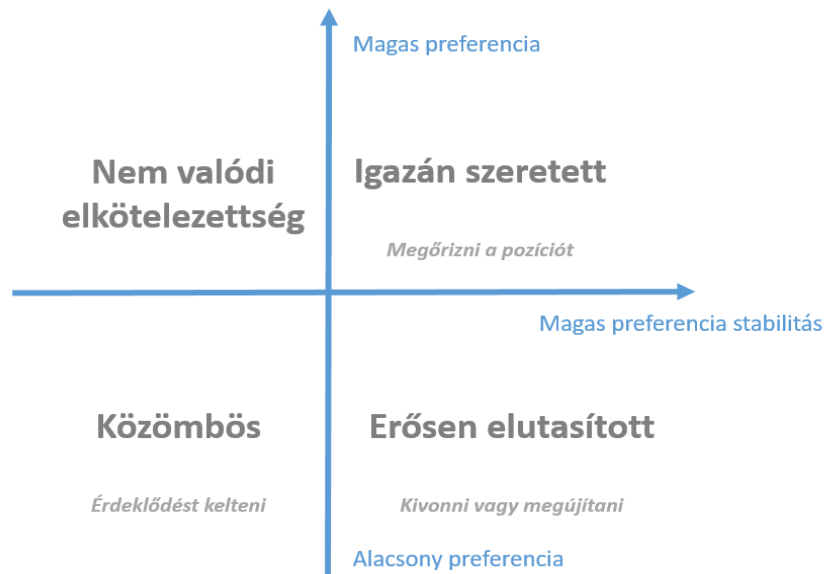 Magas preferencia
Nem valódi
elkötelezettség
Igazán szeretett
Megőrizni a pozíciót
Magas preferencia stabilitás
Közömbös
Erősen elutasított
Érdeklődést kelteni
Kivonni vagy megújítani
Alacsony preferencia